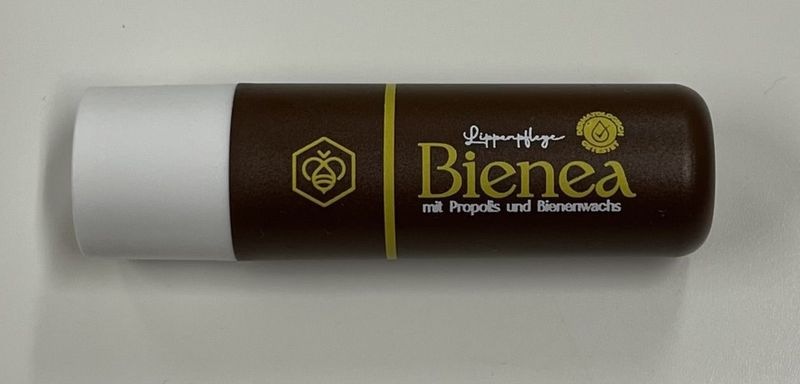 Lippenpflege
DERMATOLOGISCH
GETESTET
Bienea
mit Propolis und Bienenwachs